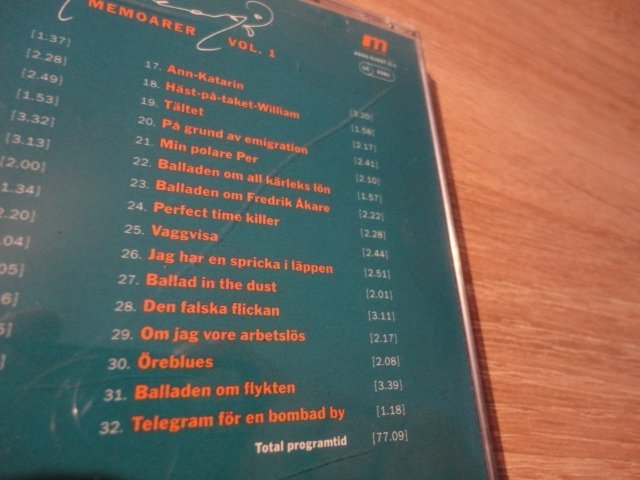 MEMOARER VOL. 1
[1.37]
[2.28]
[2.49]
[1.53]
[3.32]
[3.13]
[2.00]
1.34]
2.20]
.04]
05]
6]
]
17. Ann-Katarin [3.20]
18. Häst-på-taket-William [1.58]
19. Tältet [2.17]
20. På grund av emigration [2.41]
21. Min polare Per [2.10]
22. Balladen om all kärleks lön [1.57]
23. Balladen om Fredrik Åkare [2.22]
24. Perfect time killer [2.28]
25. Vaggvisa [2.44]
26. Jag har en spricka i läppen [2.51]
27. Ballad in the dust [2.01]
28. Den falska flickan [3.11]
29. Om jag vore arbetslös [2.17]
30. Öreblues [2.08]
31. Balladen om flykten [3.39]
32. Telegram för en bombad by [1.18]
Total programtid [77.09]
m